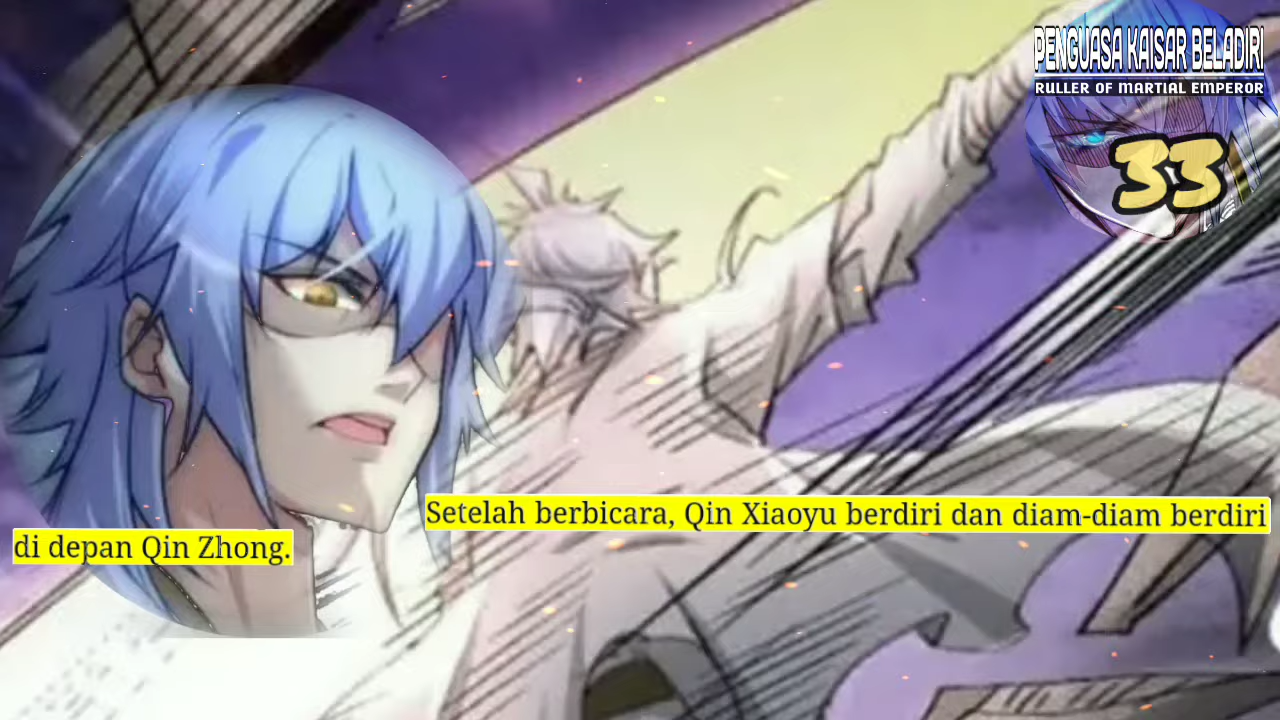 PENGUASA KAISAR BELADIRI
RULLER OF MARTIAL EMPEROR
33
Setelah berbicara, Qin Xiaoyu berdiri dan diam-diam berdiri
di depan Qin Zhong.